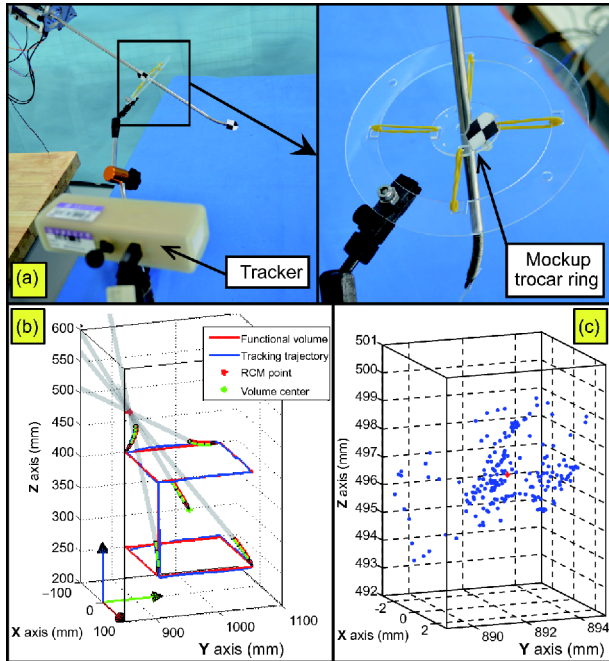 (a)
Tracker
Mockup
trocar ring
(b)
Functional volume
Tracking trajectory
RCM point
Volume center
Z axis (mm)
600
550
500
450
400
350
300
250
200
−100
0
100
X axis (mm)
900
1000
1100
Y axis (mm)
(c)
Z axis (mm)
501
500
499
498
497
496
495
494
493
492
−2
0
2
X axis (mm)
890
892
894
Y axis (mm)